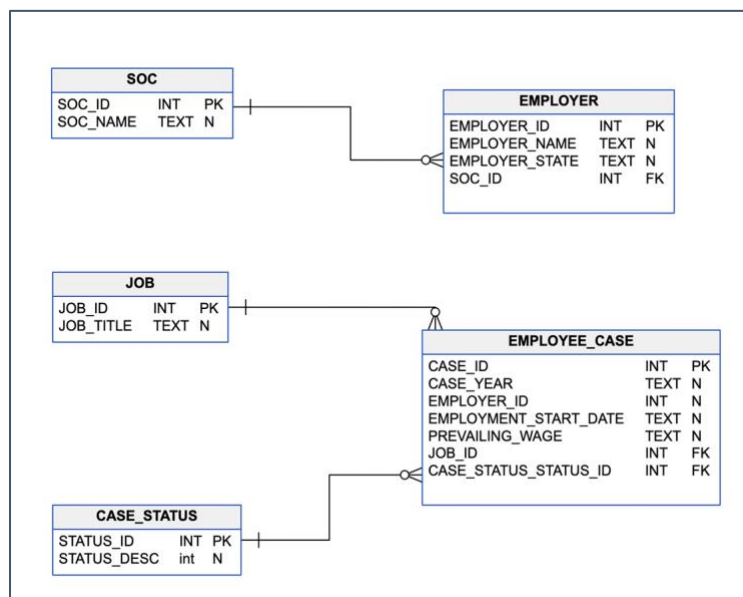 SOC
SOC_ID INT PK
SOC_NAME TEXT N
EMPLOYER
EMPLOYER_ID INT PK
EMPLOYER_NAME TEXT N
EMPLOYER_STATE TEXT N
SOC_ID INT FK
JOB
JOB_ID INT PK
JOB_TITLE TEXT N
EMPLOYEE_CASE
CASE_ID INT PK
CASE_YEAR TEXT N
EMPLOYER_ID INT N
EMPLOYMENT_START_DATE TEXT N
PREVAILING_WAGE TEXT N
JOB_ID INT FK
CASE_STATUS_STATUS_ID INT FK
CASE_STATUS
STATUS_ID INT PK
STATUS_DESC int N